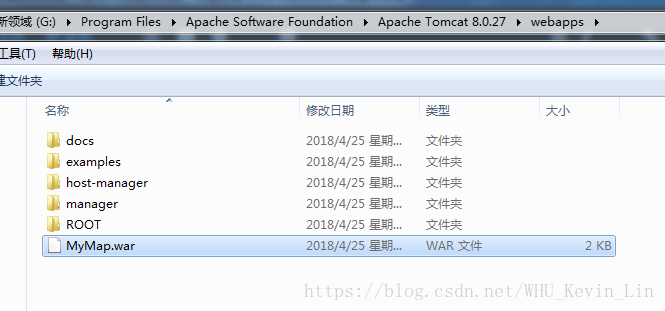 新领域 (G:) ▸ Program Files ▸ Apache Software Foundation ▸ Apache Tomcat 8.0.27 ▸ webapps ▸
工具(T) 帮助(H)
建文件夹
名称 修改日期 类型 大小
docs 2018/4/25 星期... 文件夹
examples 2018/4/25 星期... 文件夹
host-manager 2018/4/25 星期... 文件夹
manager 2018/4/25 星期... 文件夹
ROOT 2018/4/25 星期... 文件夹
MyMap.war 2018/4/25 星期... WAR 文件 2 KB
https://blog.csdn.net/WHU_Kevin_Lin